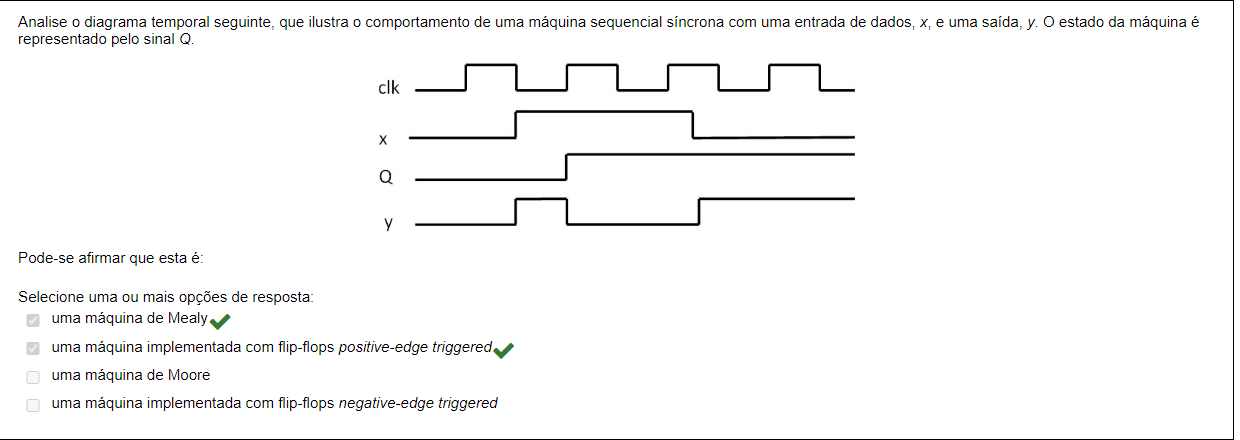 Analise o diagrama temporal seguinte, que ilustra o comportamento de uma máquina sequencial síncrona com uma entrada de dados, x, e uma saída, y. O estado da máquina é
representado pelo sinal Q.
clk
x
Q
y
Pode-se afirmar que esta é:
Selecione uma ou mais opções de resposta:
uma máquina de Mealy
uma máquina implementada com flip-flops positive-edge triggered
uma máquina de Moore
uma máquina implementada com flip-flops negative-edge triggered